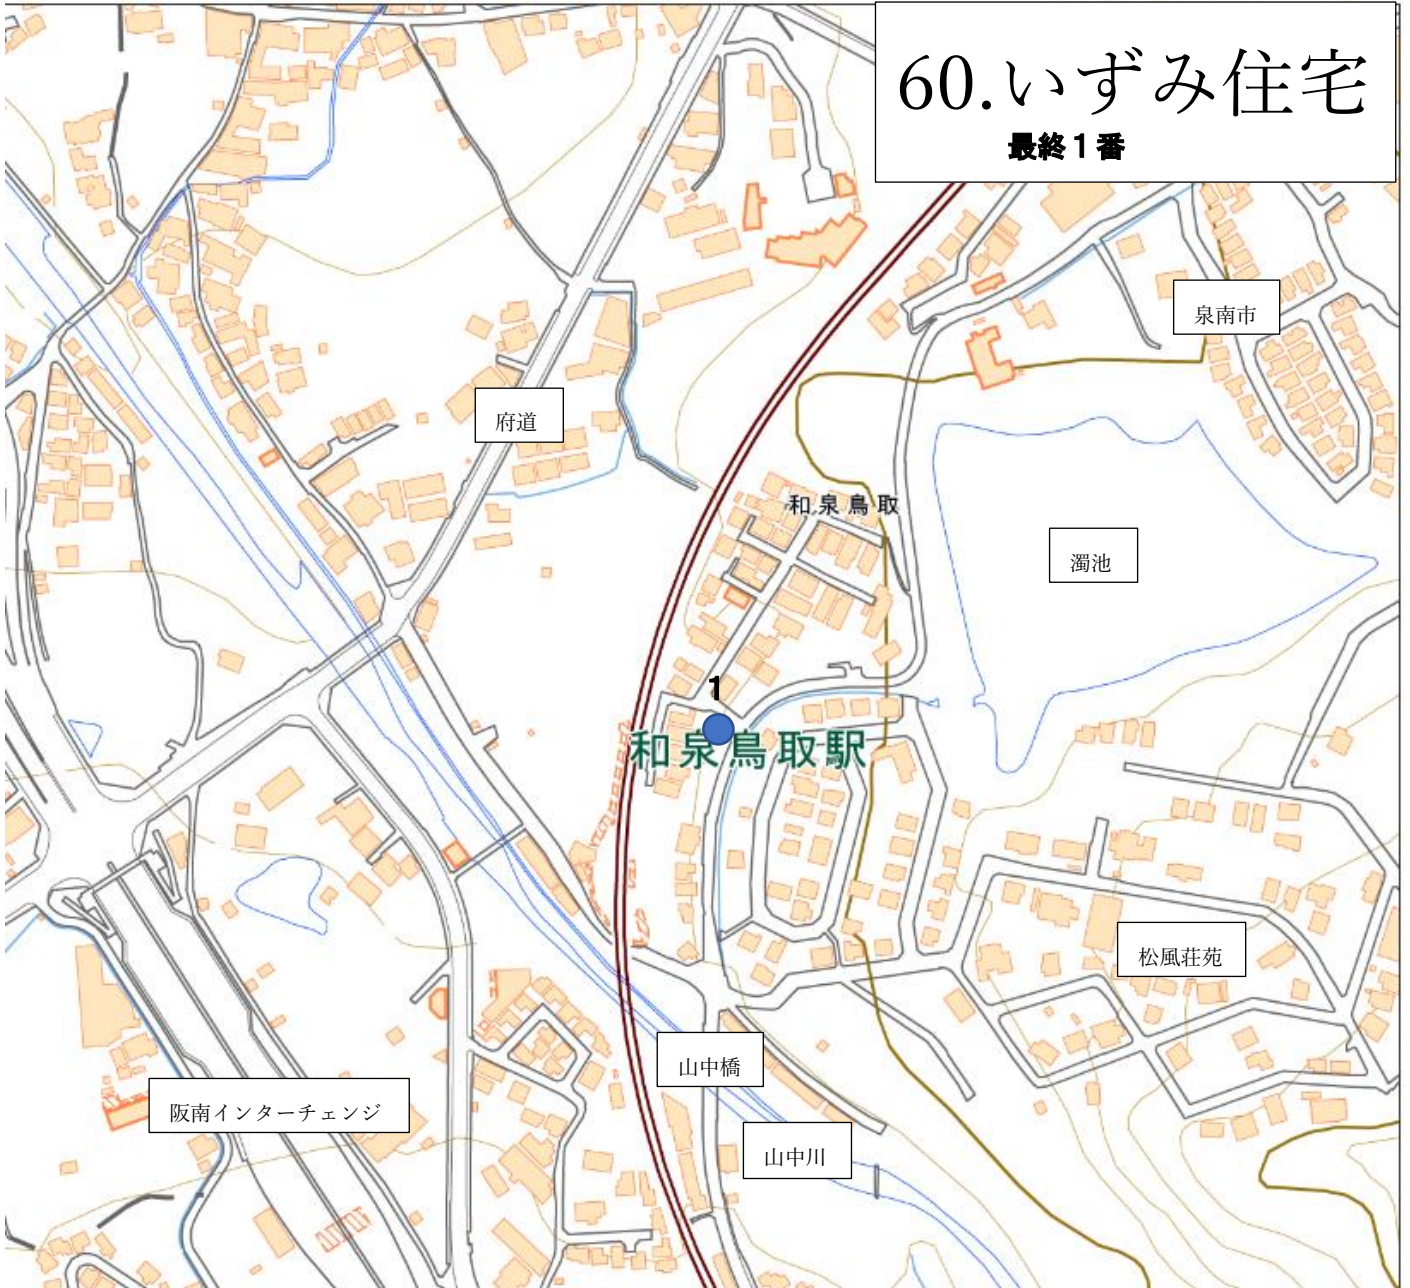 60.いずみ住宅
最終1番
泉南市
府道
和泉鳥取
濁池
1
和泉鳥取駅
松風荘苑
山中橋
阪南インターチェンジ
山中川